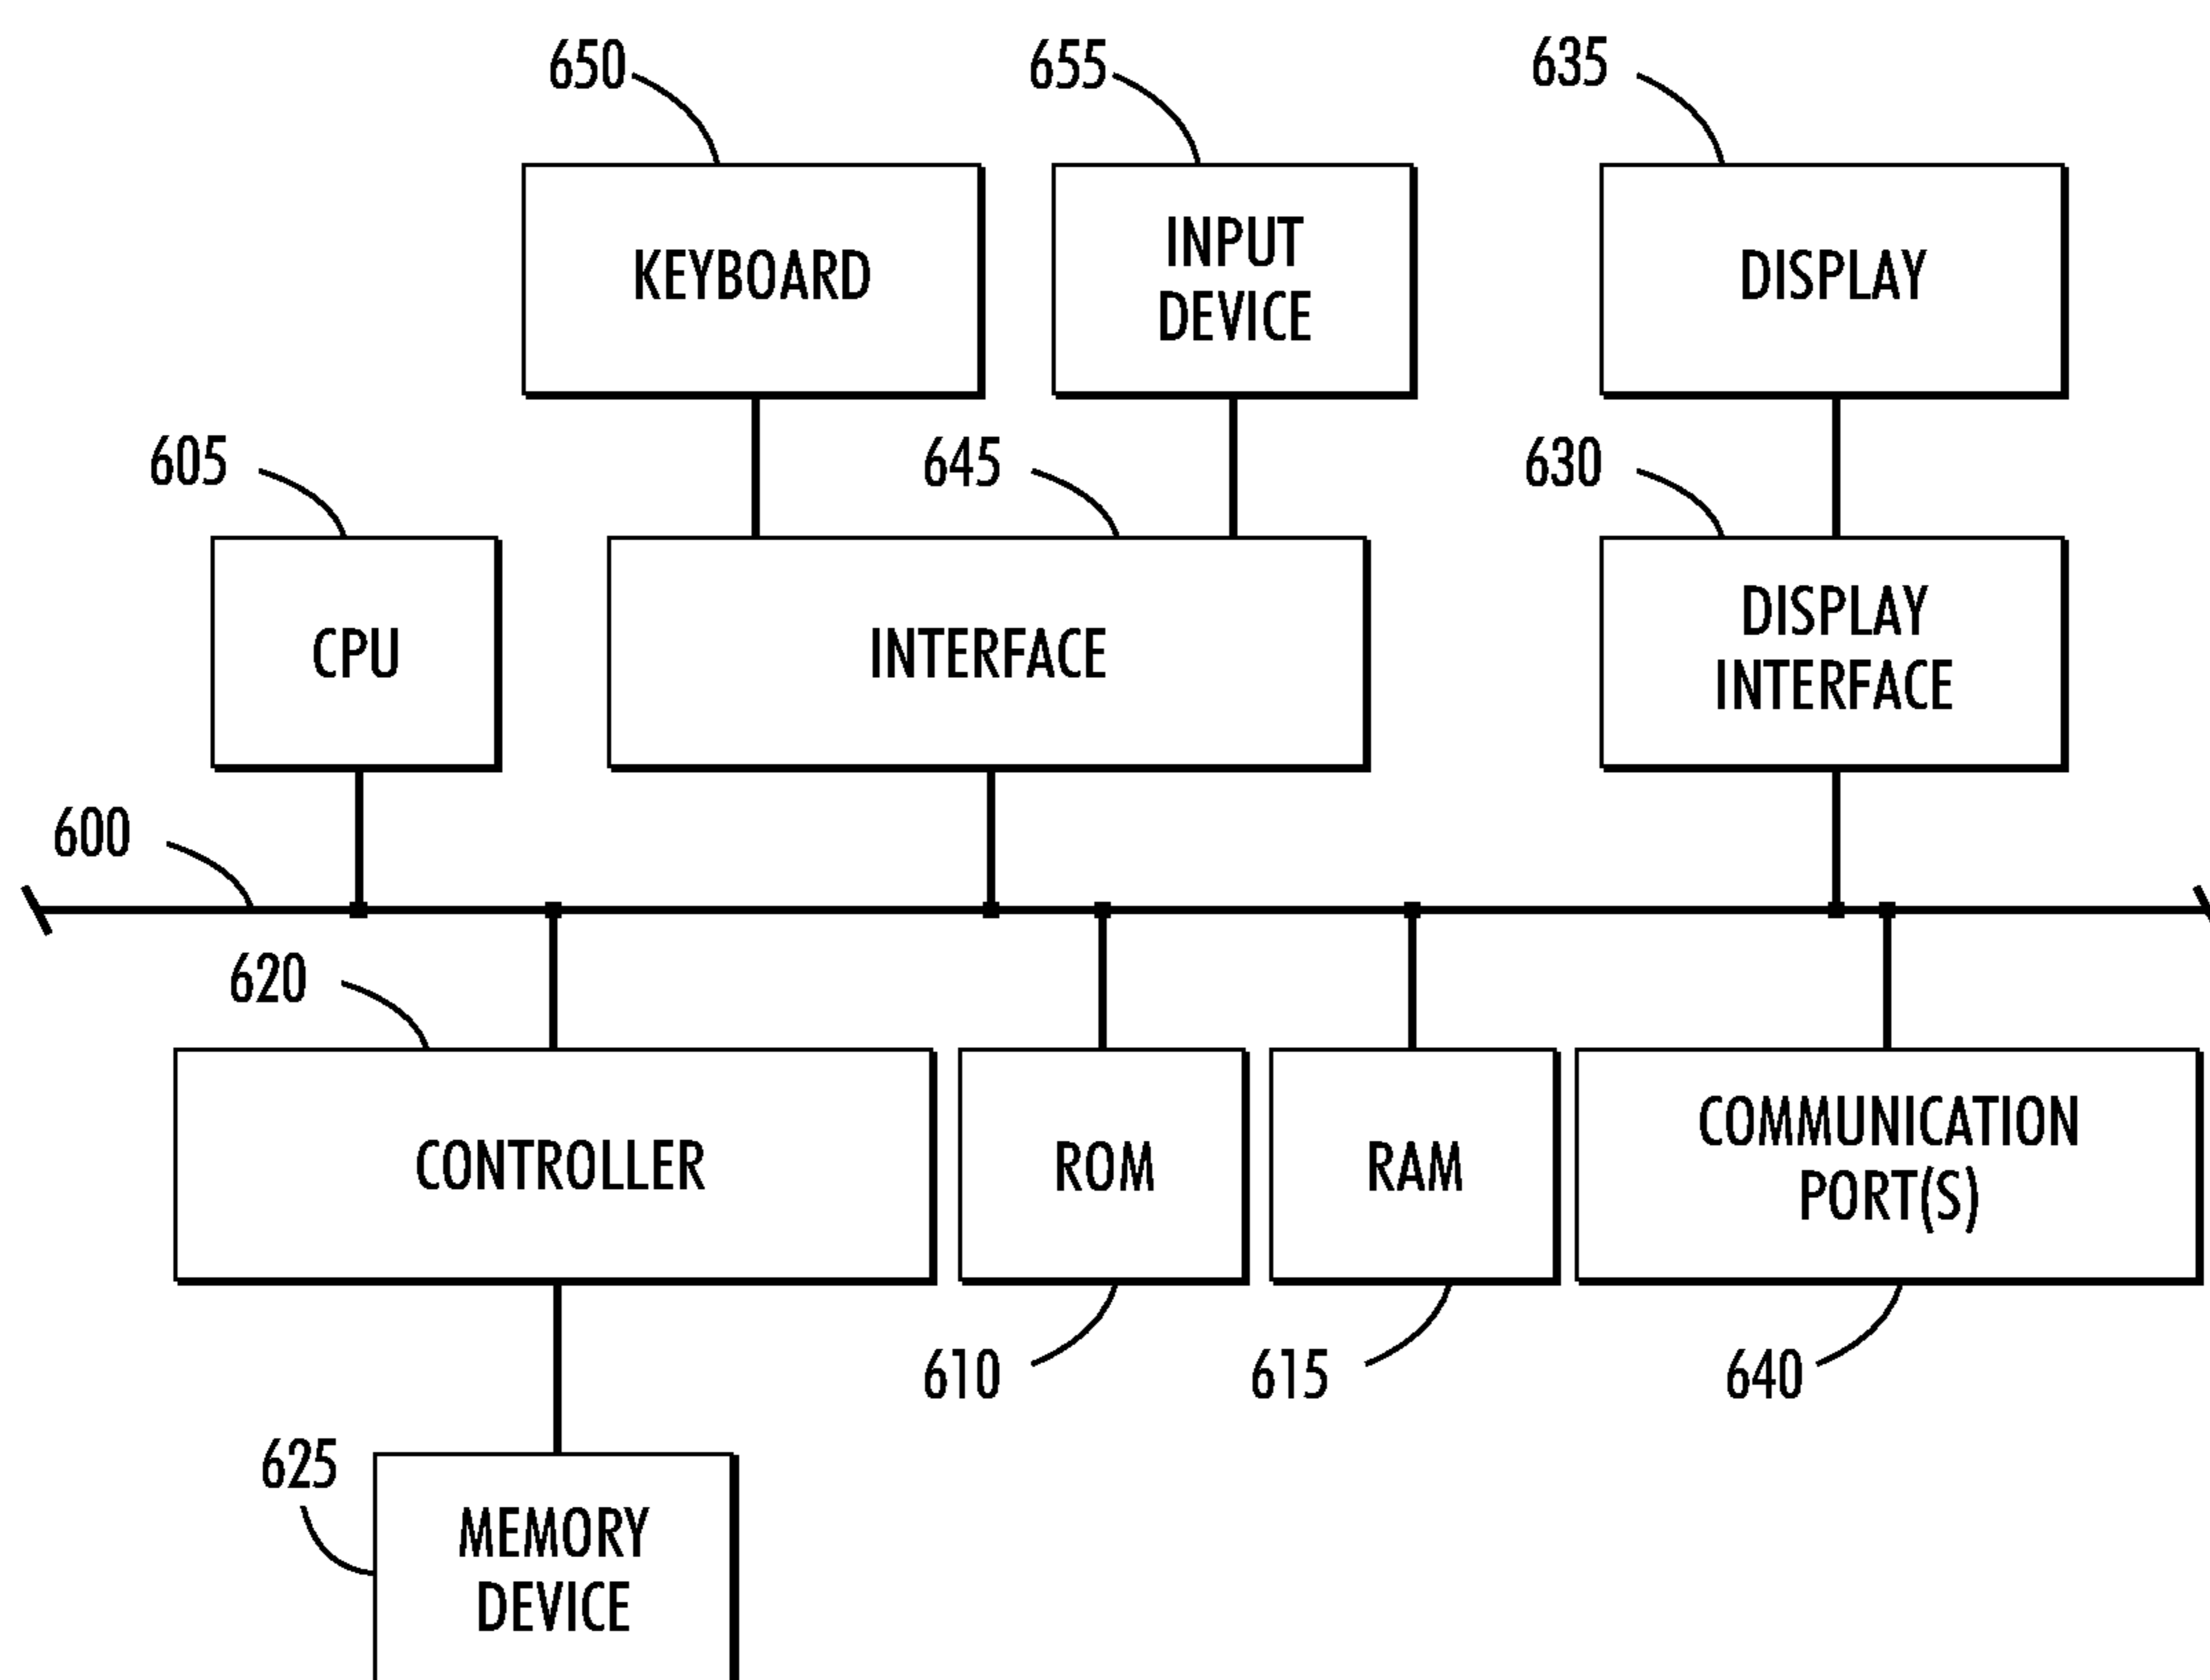 650
655
635
KEYBOARD
INPUT
DEVICE
DISPLAY
605
645
630
CPU
INTERFACE
DISPLAY
INTERFACE
600
620
CONTROLLER
ROM
RAM
COMMUNICATION
PORT(S)
610
615
640
625
MEMORY
DEVICE